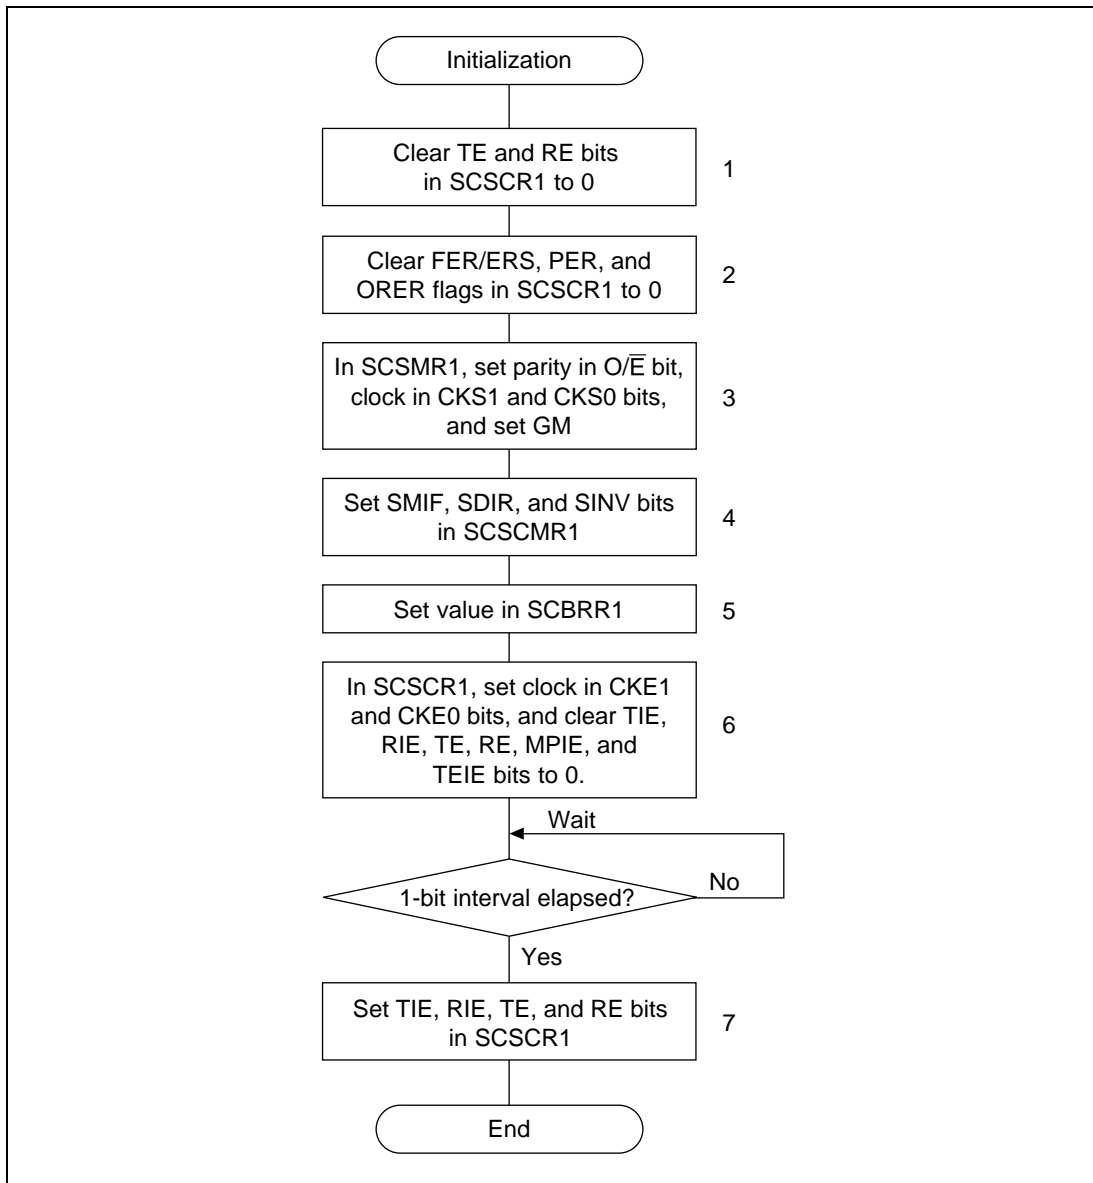 Initialization
Clear TE and RE bits
in SCSCR1 to 0
1
Clear FER/ERS, PER, and
ORER flags in SCSCR1 to 0
2
In SCSMR1, set parity in O/E̅ bit,
clock in CKS1 and CKS0 bits,
and set GM
3
Set SMIF, SDIR, and SINV bits
in SCSCMR1
4
Set value in SCBRR1
5
In SCSCR1, set clock in CKE1
and CKE0 bits, and clear TIE,
RIE, TE, RE, MPIE, and
TEIE bits to 0.
6
Wait
1-bit interval elapsed?
No
Yes
Set TIE, RIE, TE, and RE bits
in SCSCR1
7
End